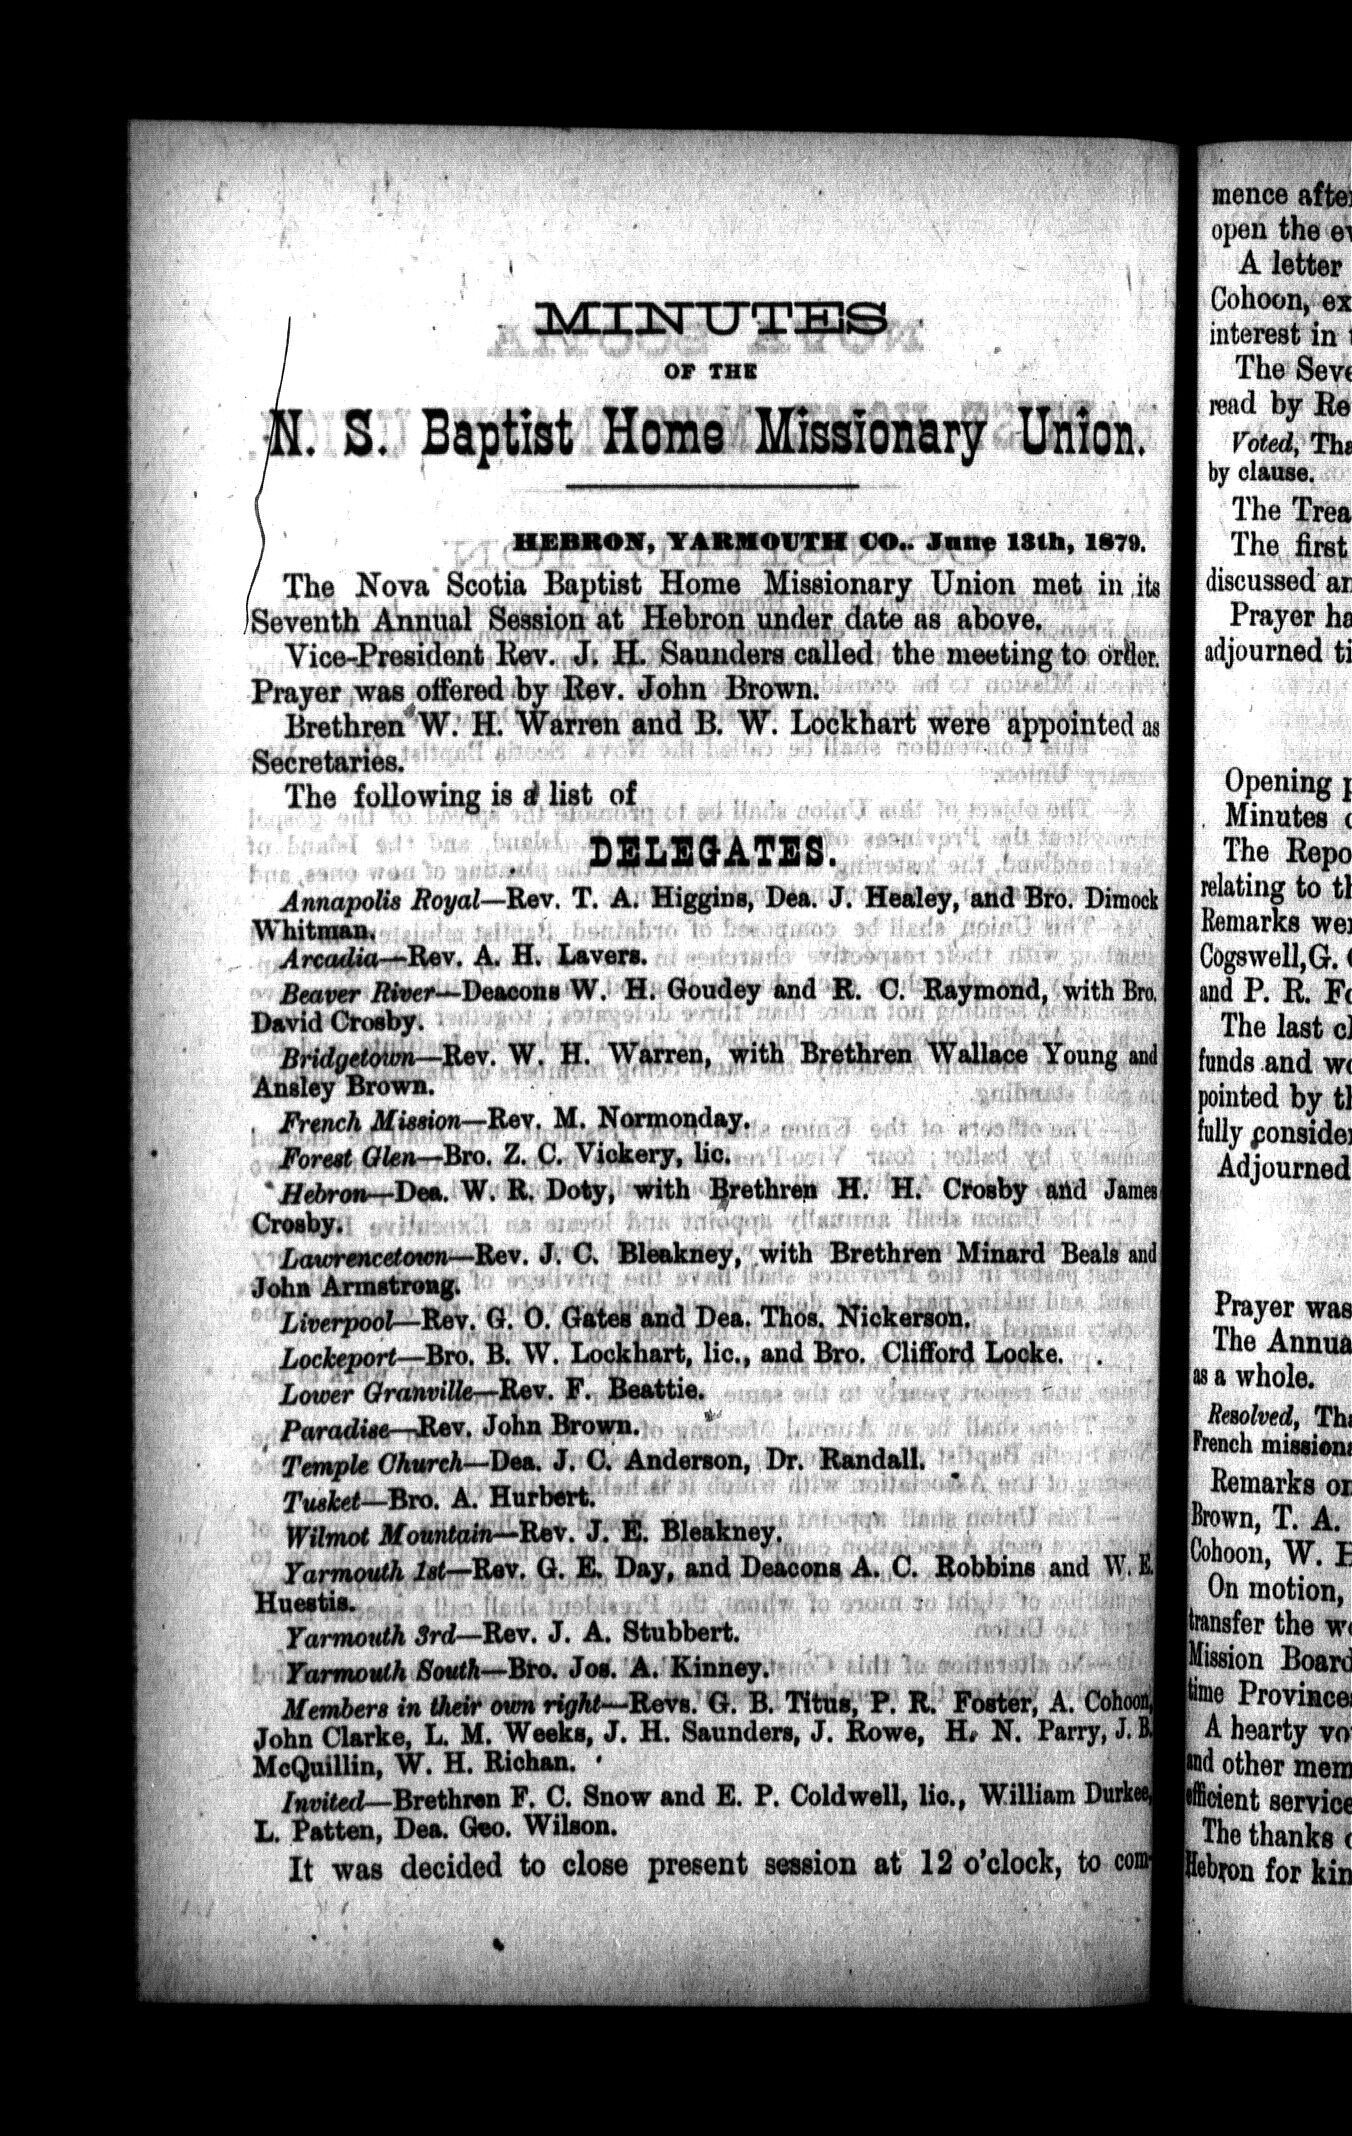 MINUTES
OF THE
N. S. Baptist Home Missionary Union.
HEBRON, YARMOUTH CO.. June 13th, 1879.
The Nova Scotia Baptist Home Missionary Union met in its
Seventh Annual Session at Hebron under date as above.
Vice-President Rev. J. H. Saunders called the meeting to order.
Prayer was offered by Rev. John Brown.
Brethren W. H. Warren and B. W. Lockhart were appointed as
Secretaries.
The following is a list of
DELEGATES.
Annapolis Royal—Rev. T. A. Higgins, Dea. J. Healey, and Bro. Dimock
Whitman.
Arcadia—Rev. A. H. Lavers.
Beaver River—Deacons W. H. Goudey and R. C. Raymond, with Bro.
David Crosby.
Bridgetown—Rev. W. H. Warren, with Brethren Wallace Young and
Ansley Brown.
French Mission—Rev. M. Normonday.
Forest Glen—Bro. Z. C. Vickery, lic.
Hebron—Dea. W. R. Doty, with Brethren H. H. Crosby and James
Crosby.
Lawrencetown—Rev. J. C. Bleakney, with Brethren Minard Beals and
John Armstrong.
Liverpool—Rev. G. O. Gates and Dea. Thos. Nickerson.
Lockeport—Bro. B. W. Lockhart, lic., and Bro. Clifford Locke.
Lower Granville—Rev. F. Beattie.
Paradise—Rev. John Brown.
Temple Church—Dea. J. C. Anderson, Dr. Randall.
Tusket—Bro. A. Hurbert.
Wilmot Mountain—Rev. J. E. Bleakney.
Yarmouth 1st—Rev. G. E. Day, and Deacons A. C. Robbins and W. E.
Huestis.
Yarmouth 3rd—Rev. J. A. Stubbert.
Yarmouth South—Bro. Jos. A. Kinney.
Members in their own right—Revs. G. B. Titus, P. R. Foster, A. Cohoon,
John Clarke, L. M. Weeks, J. H. Saunders, J. Rowe, H. N. Parry, J. B.
McQuillin, W. H. Richan.
Invited—Brethren F. C. Snow and E. P. Coldwell, lic., William Durkee,
L. Patten, Dea. Geo. Wilson.
It was decided to close present session at 12 o'clock, to com-
mence after
open the
A letter
Cohoon, ex
interest in
The Seve
read by Re
Voted, Tha
by clause.
The Trea
The first
discussed an
Prayer ha
adjourned ti
Opening
Minutes
The Repo
relating to th
Remarks wer
Cogswell, G.
and P. R. Fo
The last cl
funds and wo
pointed by th
fully consider
Adjourned
Prayer was
The Annua
as a whole.
Resolved, Tha
French missiona
Remarks on
Brown, T. A.
Cohoon, W. H
On motion,
transfer the wo
Mission Board
time Provinces
A hearty vo
and other mem
efficient service
The thanks
Hebron for kin